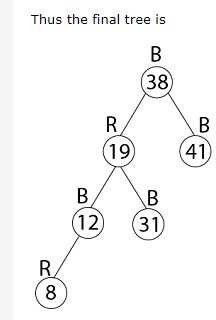 Thus the final tree is
B
38
R B
19 41
B B
12 31
R
8